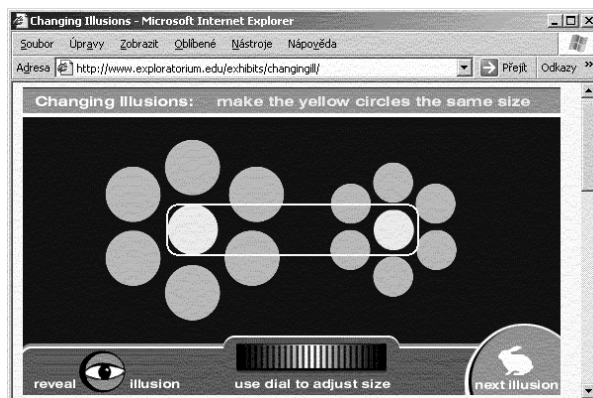 Changing Illusions - Microsoft Internet Explorer
Soubor Úpravy Zobrazit Oblíbené Nástroje Nápověda
Adresa http://www.exploratorium.edu/exhibits/changingill/ Přejít Odkazy »
Changing Illusions: make the yellow circles the same size
reveal illusion use dial to adjust size next illusion